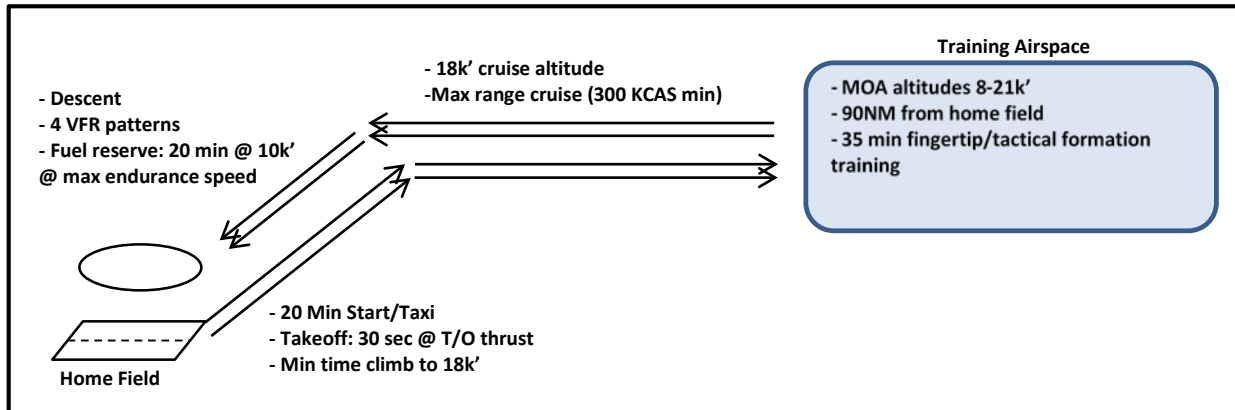 Training Airspace
- 18k' cruise altitude
-Max range cruise (300 KCAS min)
- MOA altitudes 8-21k'
- 90NM from home field
- 35 min fingertip/tactical formation
training
- Descent
- 4 VFR patterns
- Fuel reserve: 20 min @ 10k'
@ max endurance speed
- 20 Min Start/Taxi
- Takeoff: 30 sec @ T/O thrust
- Min time climb to 18k'
Home Field